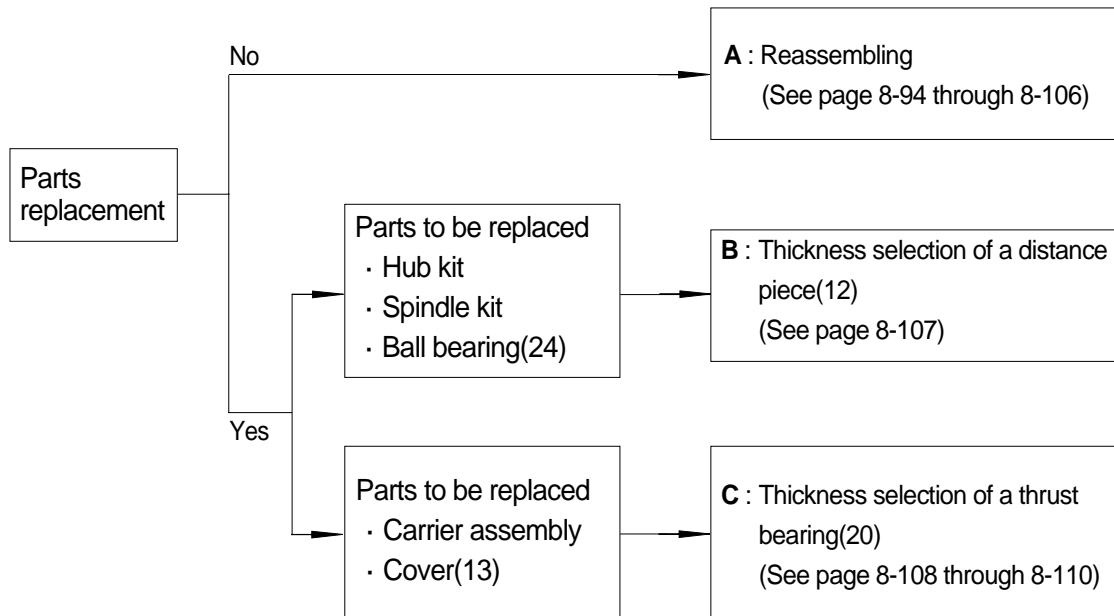 No
A : Reassembling
(See page 8-94 through 8-106)
Parts
replacement
Parts to be replaced
· Hub kit
· Spindle kit
· Ball bearing(24)
B : Thickness selection of a distance
piece(12)
(See page 8-107)
Yes
Parts to be replaced
· Carrier assembly
· Cover(13)
C : Thickness selection of a thrust
bearing(20)
(See page 8-108 through 8-110)